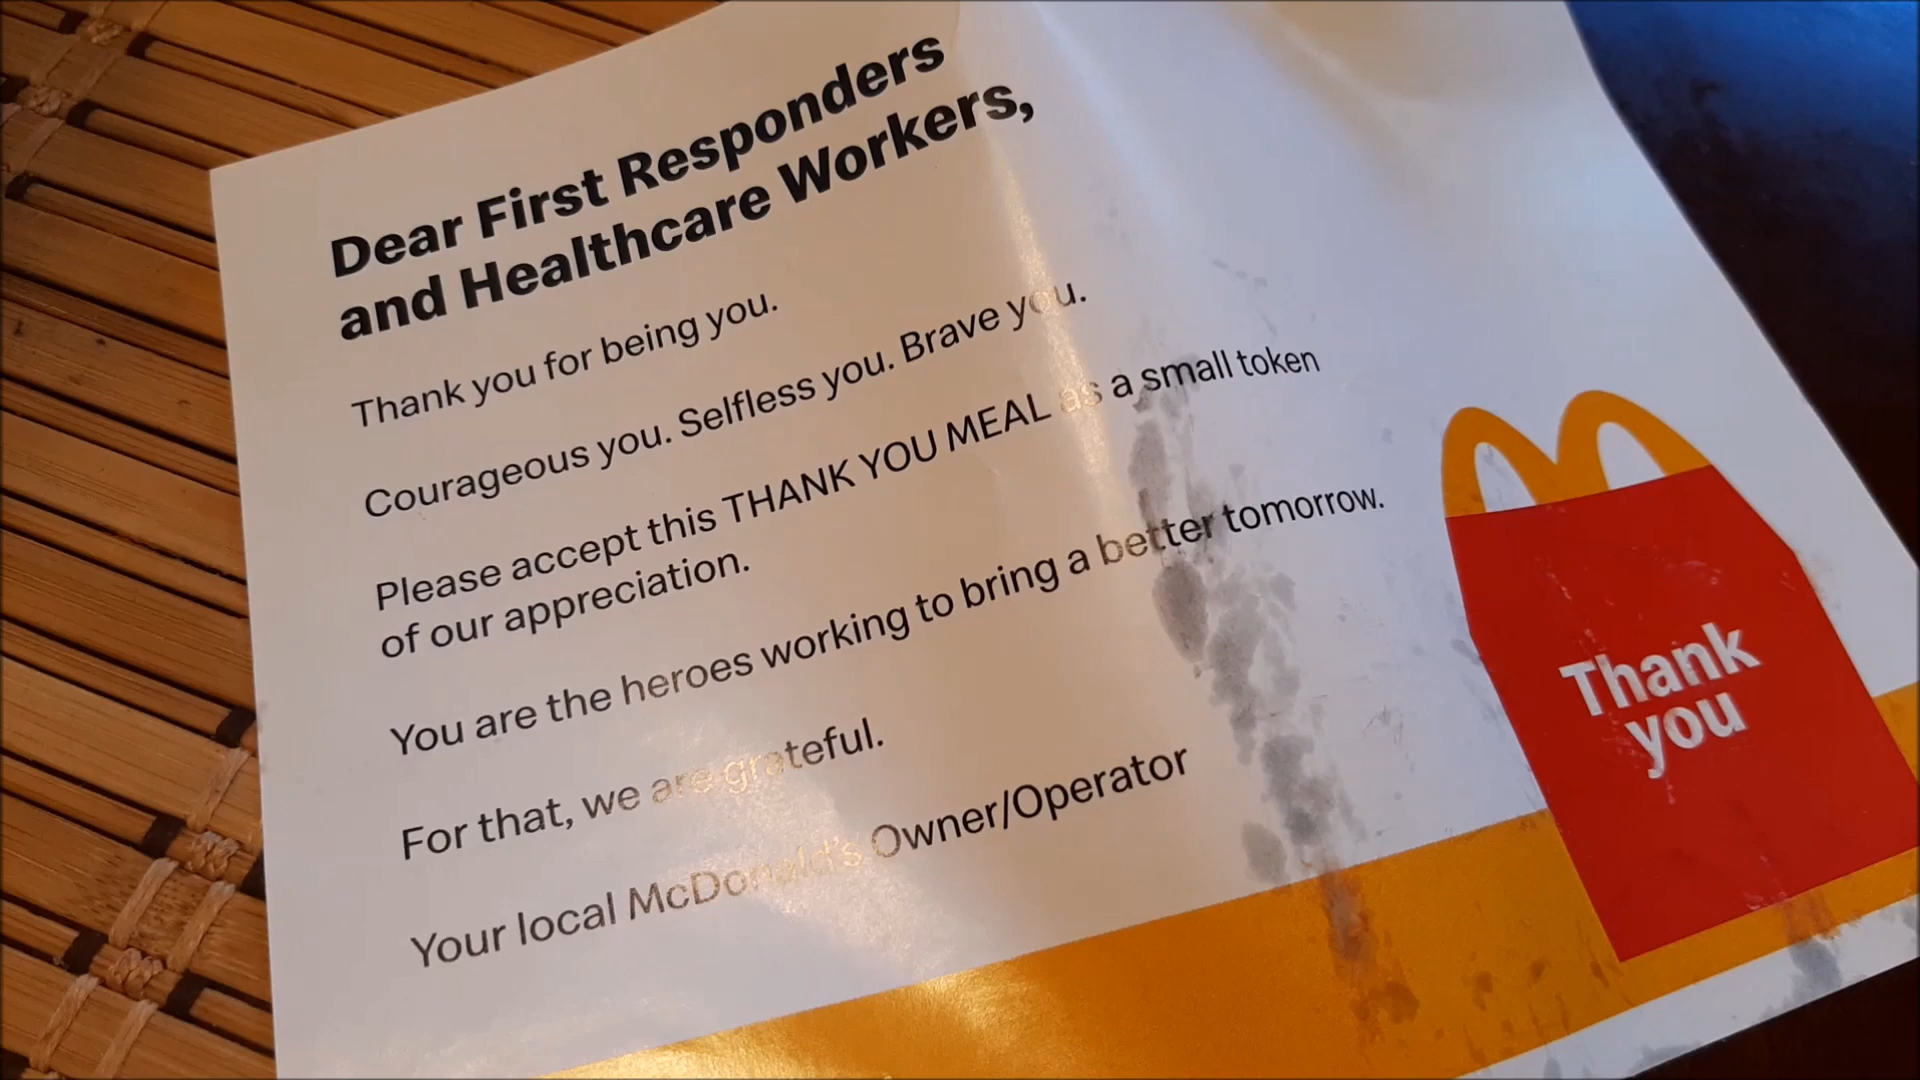 Dear First Responders
and Healthcare Workers,
Thank you for being you.
Courageous you. Selfless you. Brave you.
Please accept this THANK YOU MEAL as a small token
of our appreciation.
You are the heroes working to bring a better tomorrow.
For that, we are grateful.
Your local McDonald's Owner/Operator
Thank
you